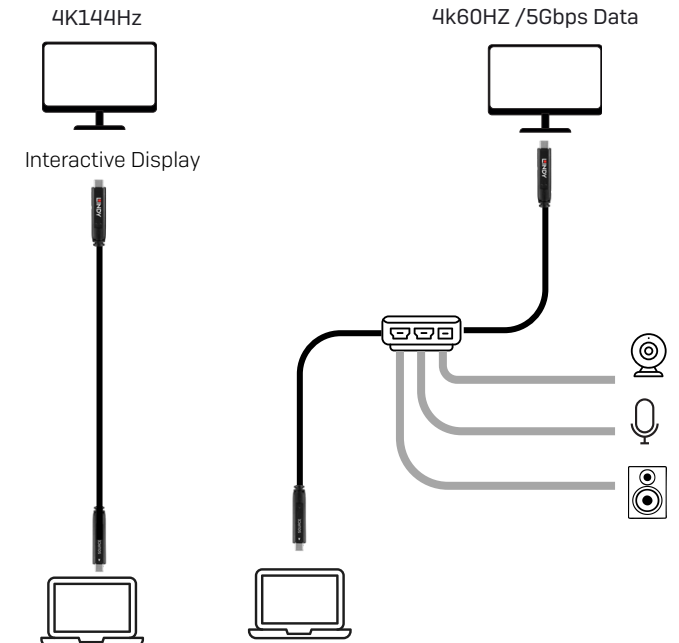 4K144Hz
4k60HZ /5Gbps Data
Interactive Display
LINDY
LINDY